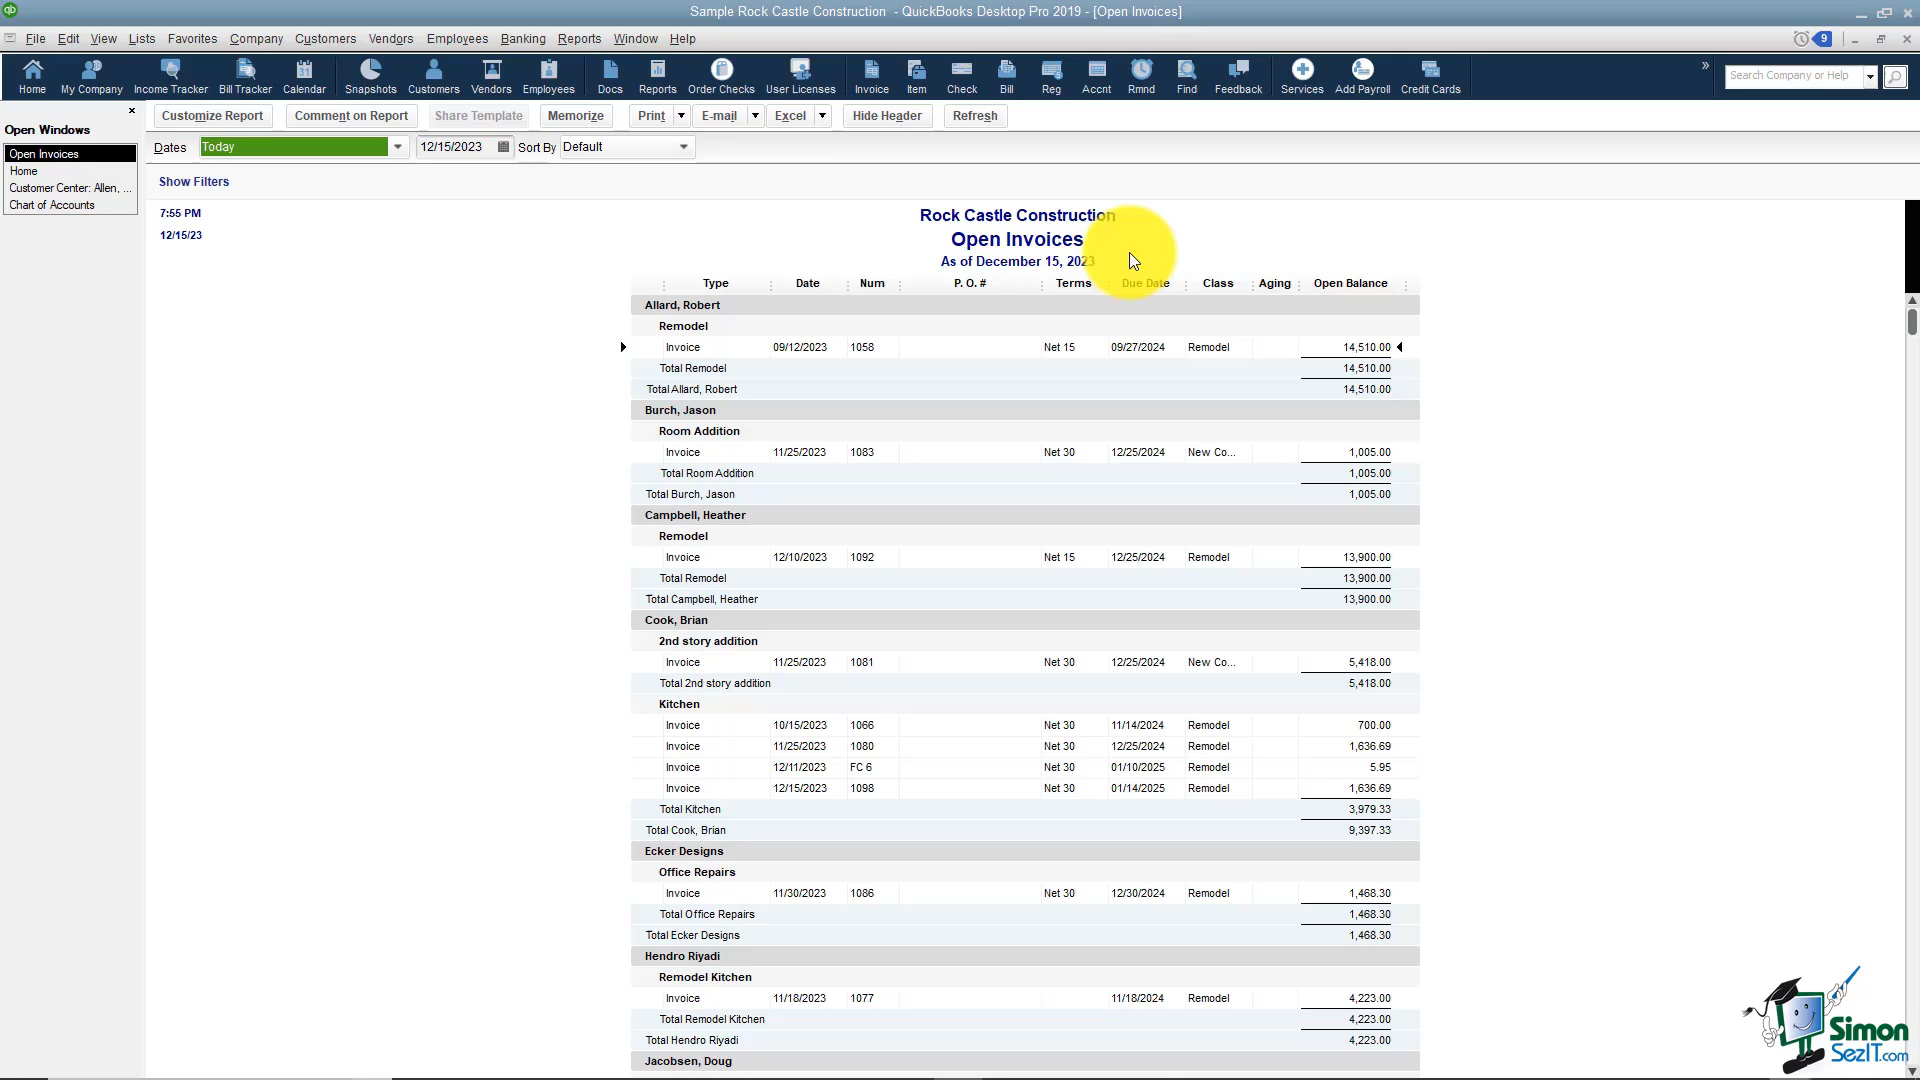 Sample Rock Castle Construction - QuickBooks Desktop Pro 2019 - [Open Invoices]
File Edit View Lists Favorites Company Customers Vendors Employees Banking Reports Window Help 9
Home My Company Income Tracker Bill Tracker Calendar Snapshots Customers Vendors Employees Docs Reports Order Checks User Licenses Invoice Item Check Bill Reg Accnt Rmnd Find Feedback Services Add Payroll Credit Cards » Search Company or Help
Customize Report Comment on Report Share Template Memorize Print E-mail Excel Hide Header Refresh
Open Windows
Dates Today 12/15/2023 Sort By Default
Open Invoices
Home
Customer Center: Allen, ...
Chart of Accounts
Show Filters
7:55 PM
12/15/23
Rock Castle Construction
Open Invoices
As of December 15, 2023
Type Date Num P. O. # Terms Due Date Class Aging Open Balance
Allard, Robert
Remodel
Invoice 09/12/2023 1058 Net 15 09/27/2024 Remodel 14,510.00
Total Remodel 14,510.00
Total Allard, Robert 14,510.00
Burch, Jason
Room Addition
Invoice 11/25/2023 1083 Net 30 12/25/2024 New Co... 1,005.00
Total Room Addition 1,005.00
Total Burch, Jason 1,005.00
Campbell, Heather
Remodel
Invoice 12/10/2023 1092 Net 15 12/25/2024 Remodel 13,900.00
Total Remodel 13,900.00
Total Campbell, Heather 13,900.00
Cook, Brian
2nd story addition
Invoice 11/25/2023 1081 Net 30 12/25/2024 New Co... 5,418.00
Total 2nd story addition 5,418.00
Kitchen
Invoice 10/15/2023 1066 Net 30 11/14/2024 Remodel 700.00
Invoice 11/25/2023 1080 Net 30 12/25/2024 Remodel 1,636.69
Invoice 12/11/2023 FC 6 Net 30 01/10/2025 Remodel 5.95
Invoice 12/15/2023 1098 Net 30 01/14/2025 Remodel 1,636.69
Total Kitchen 3,979.33
Total Cook, Brian 9,397.33
Ecker Designs
Office Repairs
Invoice 11/30/2023 1086 Net 30 12/30/2024 Remodel 1,468.30
Total Office Repairs 1,468.30
Total Ecker Designs 1,468.30
Hendro Riyadi
Remodel Kitchen
Invoice 11/18/2023 1077 11/18/2024 Remodel 4,223.00
Total Remodel Kitchen 4,223.00
Total Hendro Riyadi 4,223.00
Jacobsen, Doug
Simon
SezIT.com